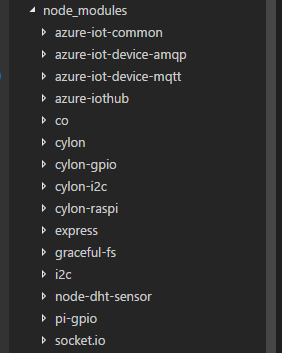 node_modules
azure-iot-common
azure-iot-device-amqp
azure-iot-device-mqtt
azure-iothub
co
cylon
cylon-gpio
cylon-i2c
cylon-raspi
express
graceful-fs
i2c
node-dht-sensor
pi-gpio
socket.io